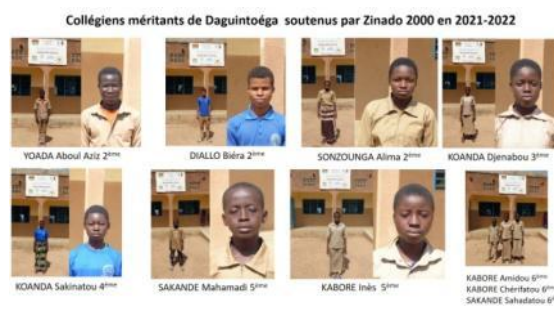 Collégiens méritants de Daguintoéga soutenus par Zinado 2000 en 2021-2022
YOADA Aboul Aziz 2ème
DIALLO Biéra 2ème
SONZOUNGA Alima 2ème
KOANDA Djenabou 3ème
KOANDA Sakinatou 4ème
SAKANDE Mahamadi 5ème
KABORE Inès 5ème
KABORE Amidou 6ème
KABORE Chérifatou 6ème
SAKANDE Sahadatou 6